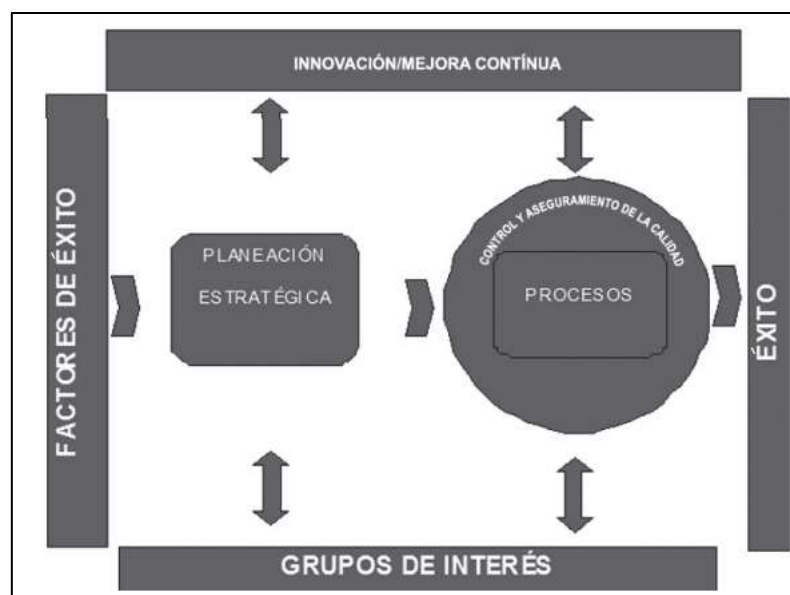 INNOVACIÓN/MEJORA CONTÍNUA
FACTORES DE ÉXITO
PLANEACIÓN
ESTRATÉGICA
CONTROL Y ASEGURAMIENTO DE LA CALIDAD
PROCESOS
ÉXITO
GRUPOS DE INTERÉS